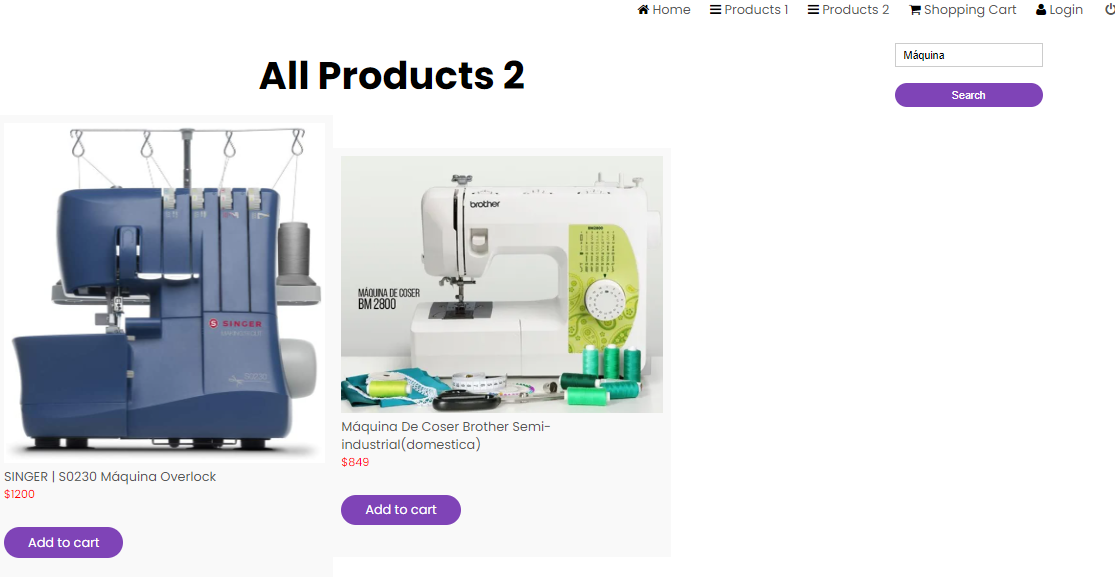 Home Products 1 Products 2 Shopping Cart Login
Máquina
Search
All Products 2
SINGER
S0230
SINGER | S0230 Máquina Overlock
$1200
Add to cart
brother
MÁQUINA DE COSER
BM 2800
Máquina De Coser Brother Semi-
industrial(domestica)
$849
Add to cart